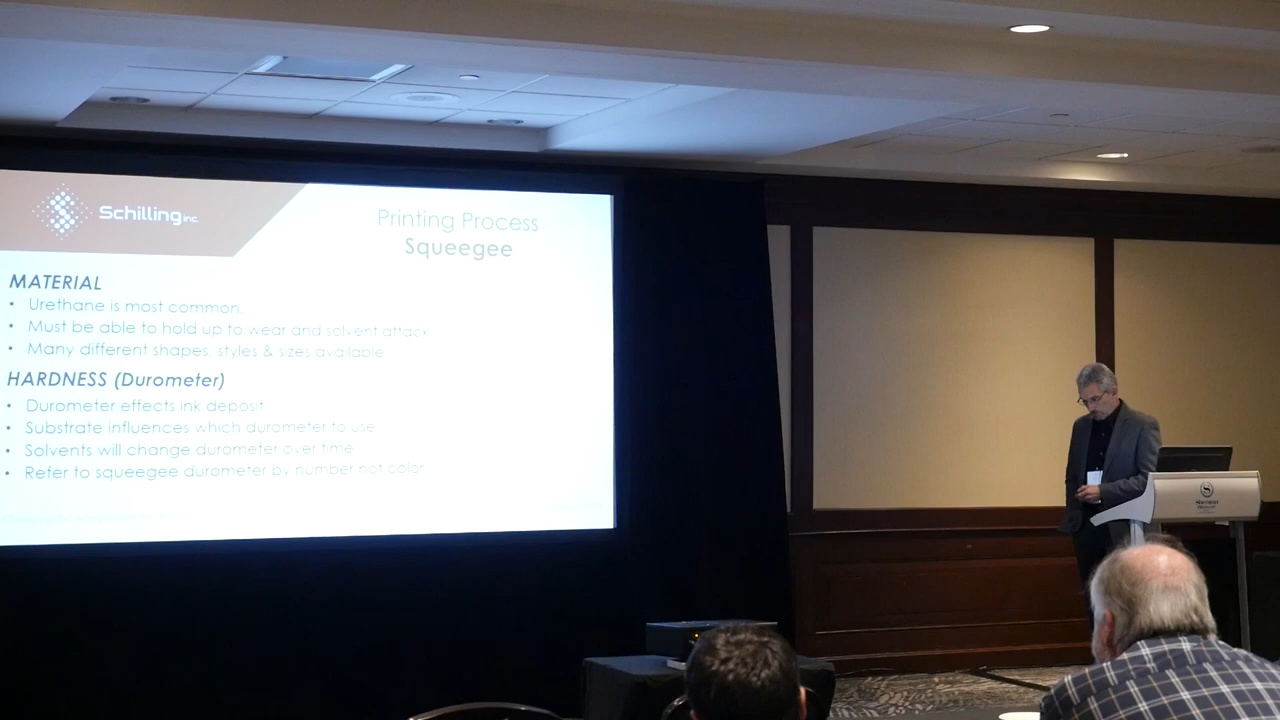 Schilling inc.
Printing Process
Squeegee
MATERIAL
• Urethane is most common.
• Must be able to hold up to wear and solvent attack
• Many different shapes, styles & sizes available
HARDNESS (Durometer)
• Durometer effects ink deposit
• Substrate influences which durometer to use
• Solvents will change durometer over time
• Refer to squeegee durometer by number not color
Sheraton